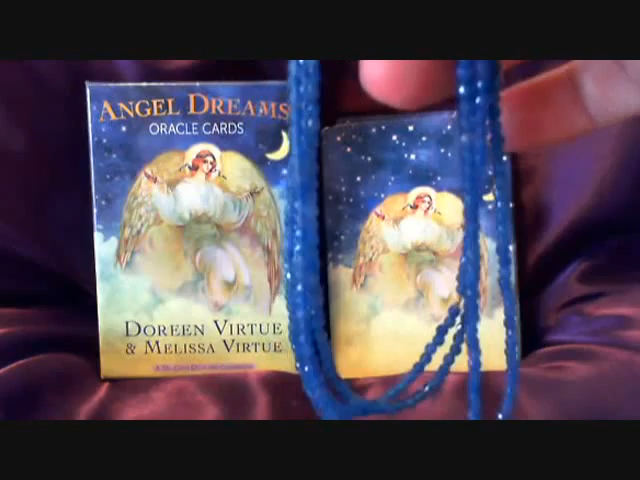 ANGEL DREAMS
ORACLE CARDS
DOREEN VIRTUE
& MELISSA VIRTUE